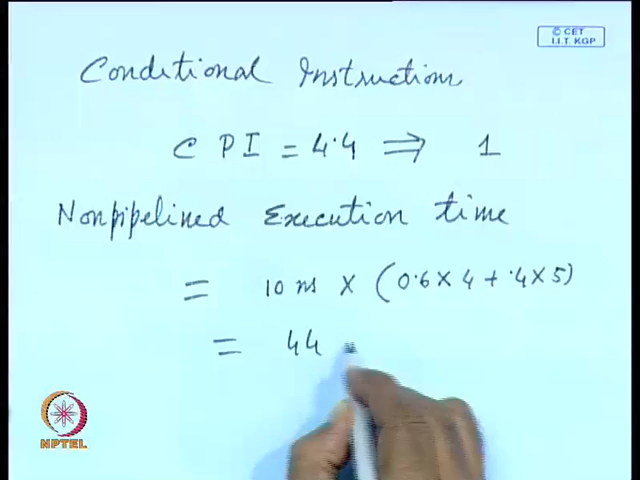 © CET
I.I.T. KGP
Conditional Instructions
CPI = 4.4 ⇒ 1
Nonpipelined Execution time
= 10 ns × (0.6 × 4 + .4 × 5)
= 44
NPTEL